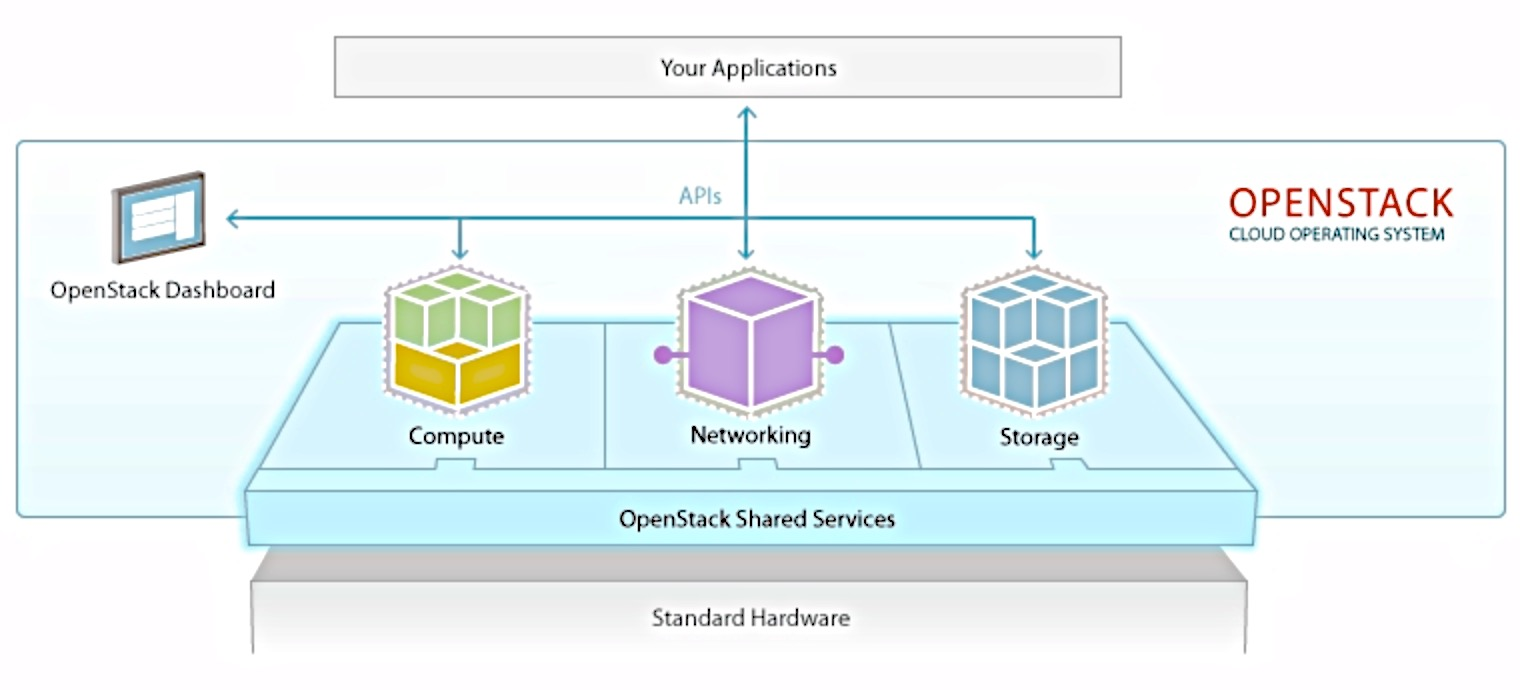 Your Applications
APIs
OPENSTACK
CLOUD OPERATING SYSTEM
OpenStack Dashboard
Compute
Networking
Storage
OpenStack Shared Services
Standard Hardware